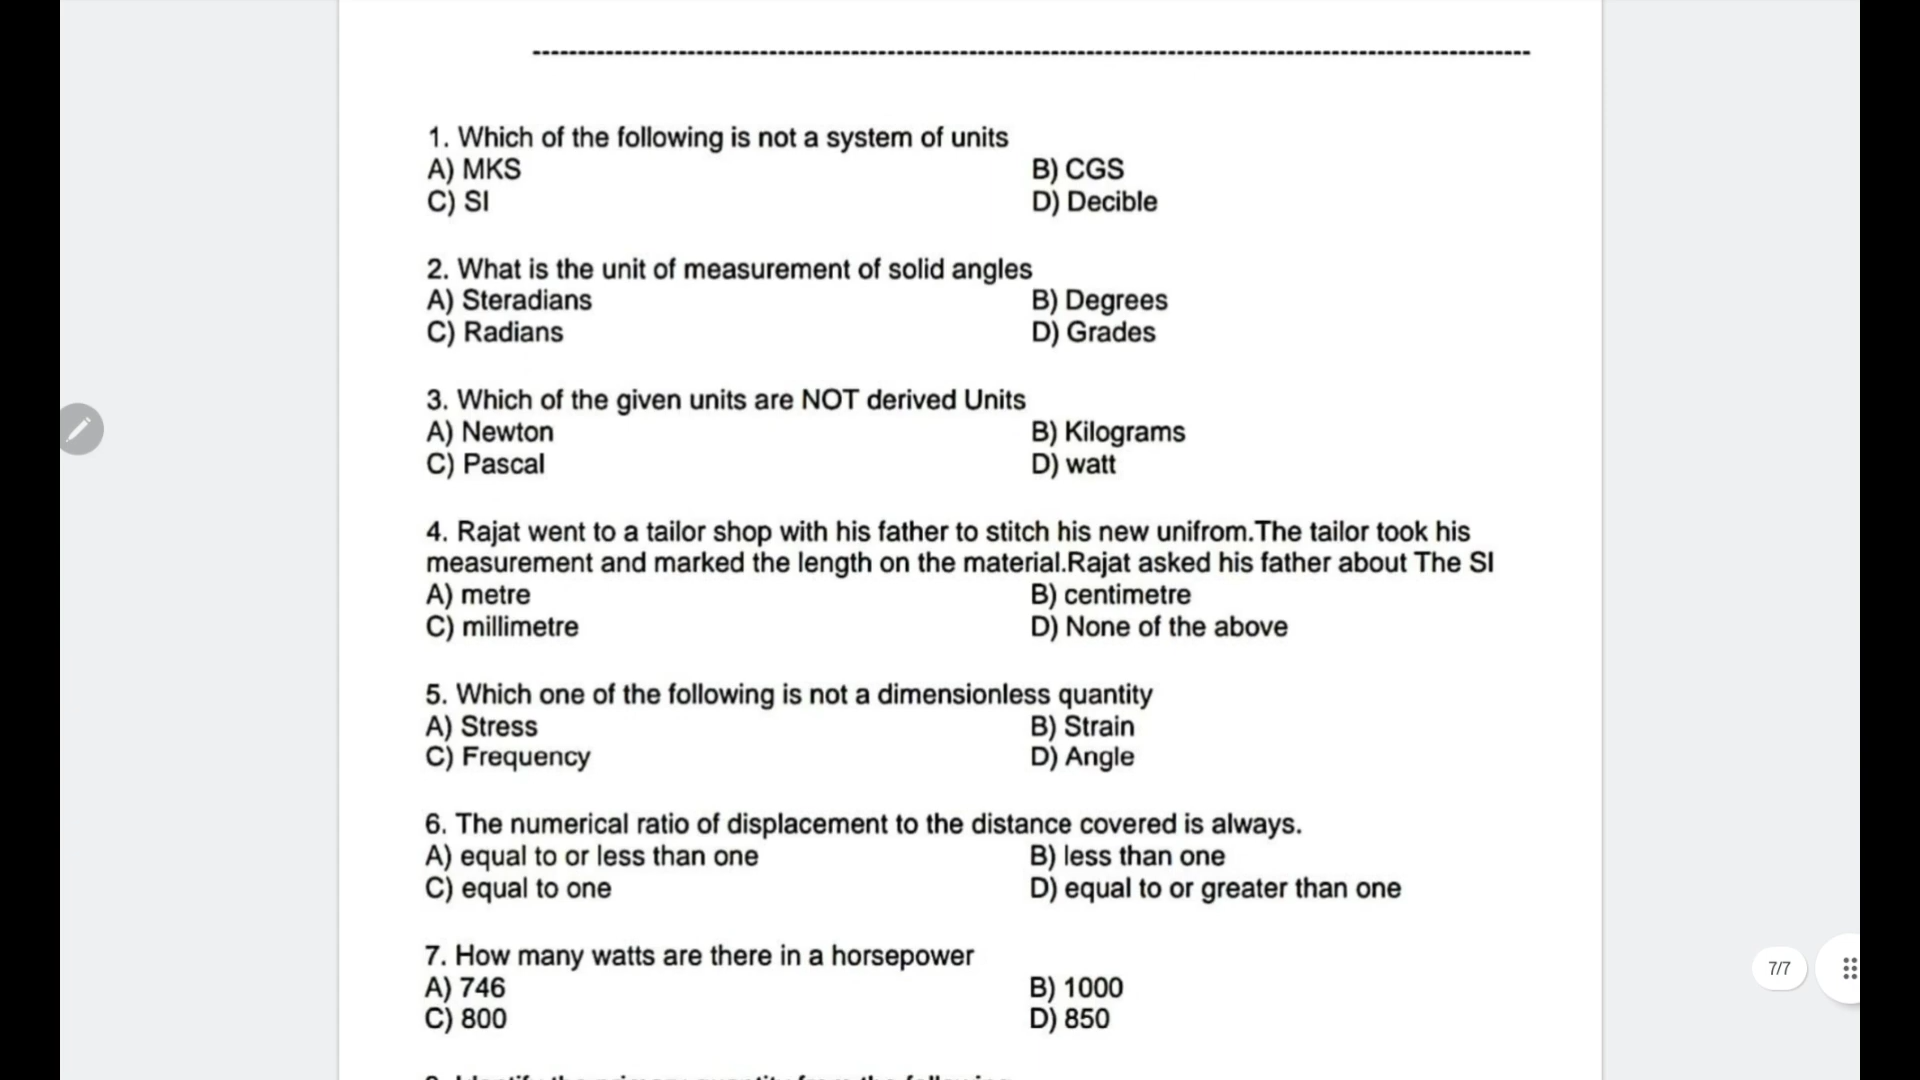 1. Which of the following is not a system of units
A) MKS B) CGS
C) SI D) Decible
2. What is the unit of measurement of solid angles
A) Steradians B) Degrees
C) Radians D) Grades
3. Which of the given units are NOT derived Units
A) Newton B) Kilograms
C) Pascal D) watt
4. Rajat went to a tailor shop with his father to stitch his new unifrom.The tailor took his
measurement and marked the length on the material.Rajat asked his father about The SI
A) metre B) centimetre
C) millimetre D) None of the above
5. Which one of the following is not a dimensionless quantity
A) Stress B) Strain
C) Frequency D) Angle
6. The numerical ratio of displacement to the distance covered is always.
A) equal to or less than one B) less than one
C) equal to one D) equal to or greater than one
7. How many watts are there in a horsepower
7/7
A) 746 B) 1000
C) 800 D) 850